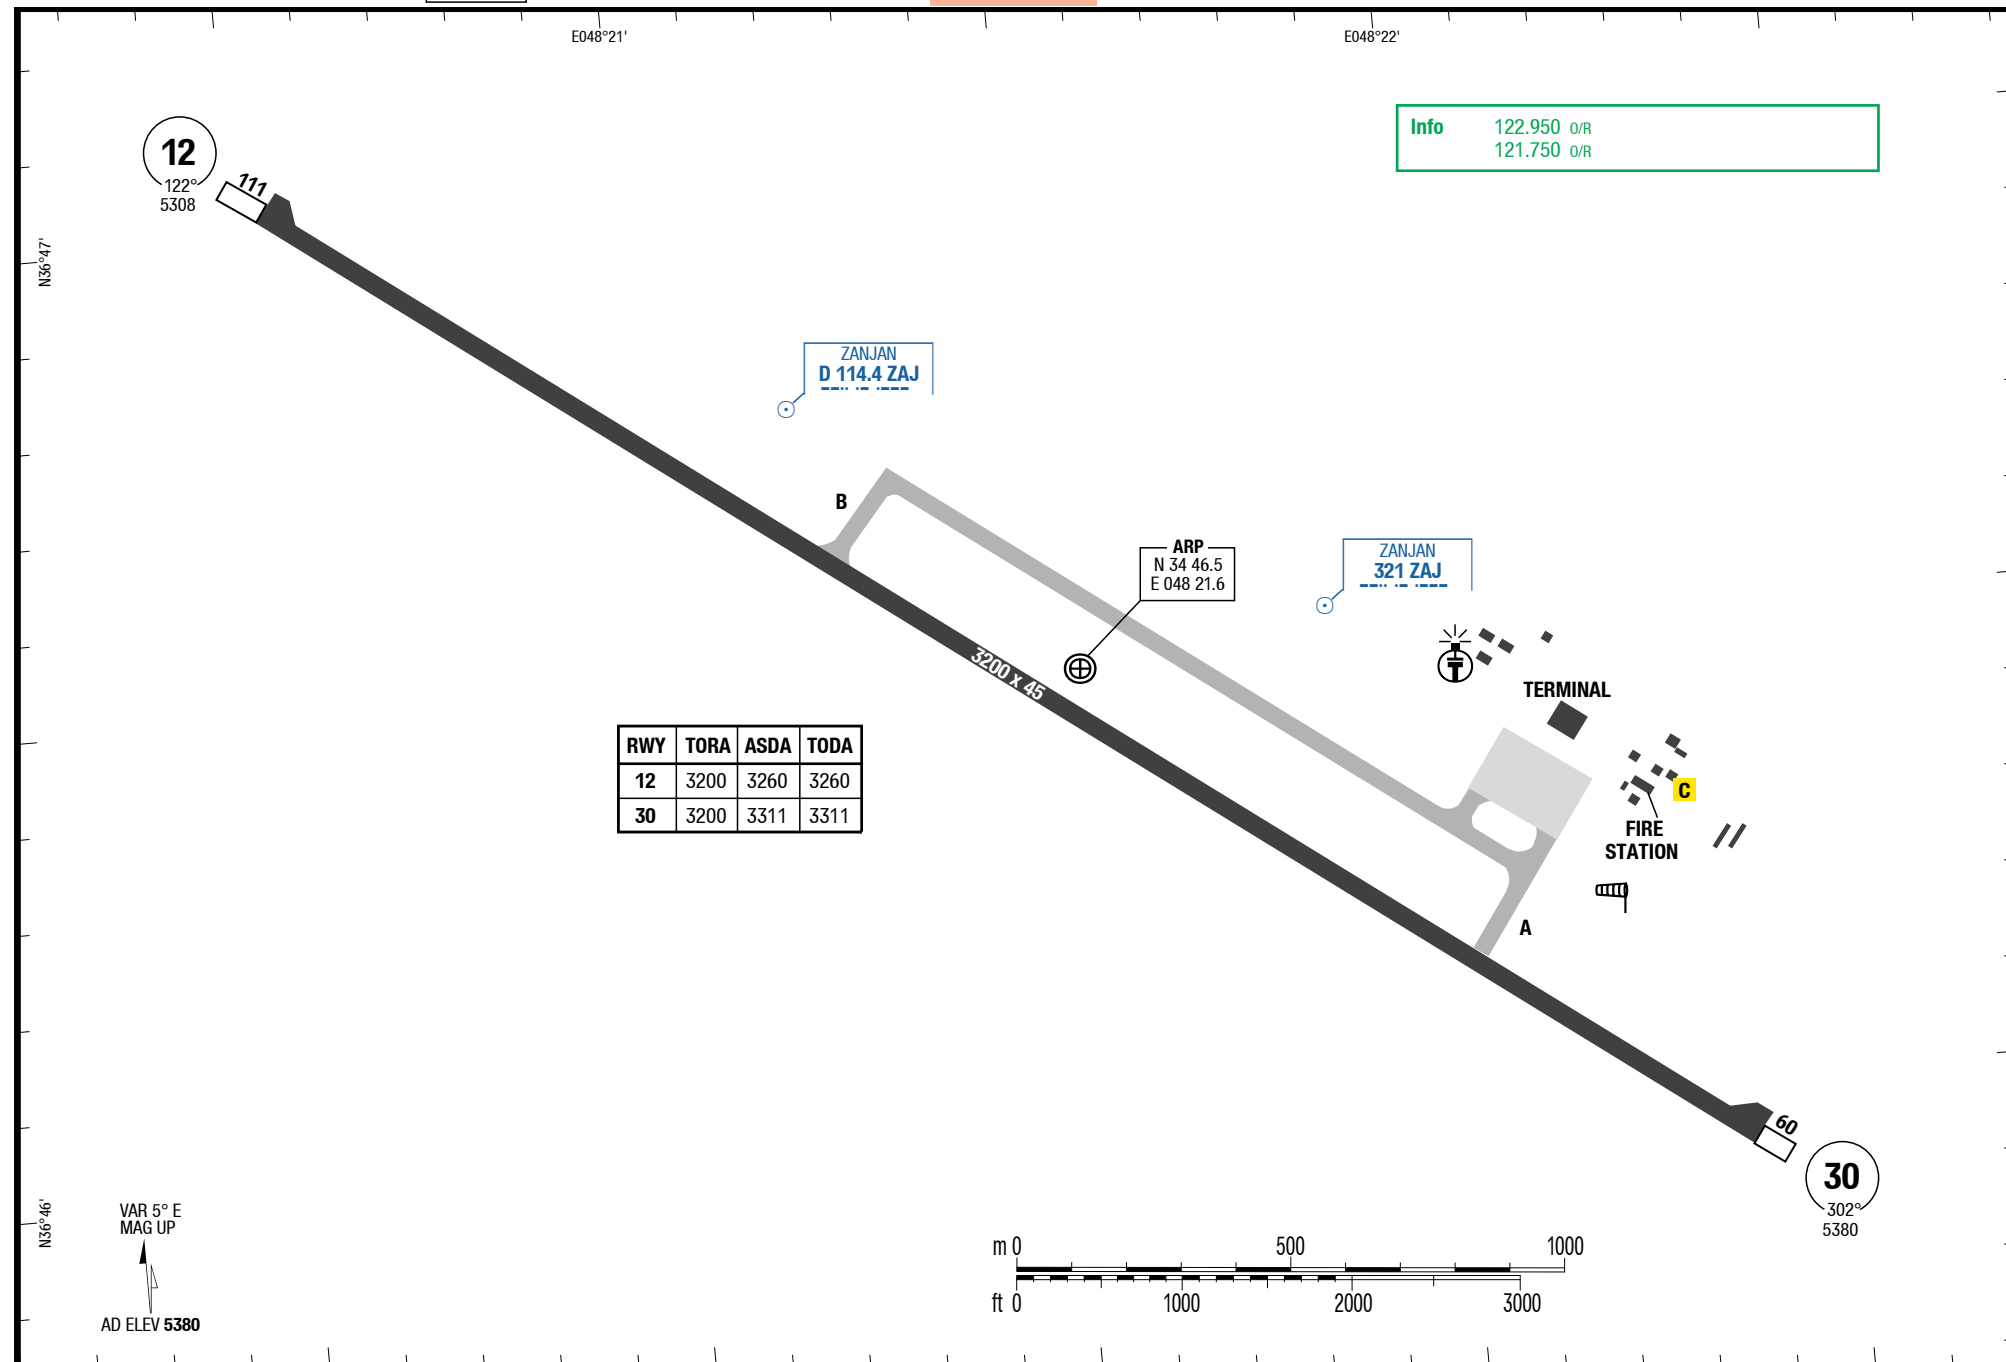 E048°21'
E048°22'
12
122°
5308
111
Info 122.950 O/R
121.750 O/R
N36°47'
ZANJAN
D 114.4 ZAJ
B
ARP
N 34 46.5
E 048 21.6
ZANJAN
321 ZAJ
3200 x 45
TERMINAL
RWY TORA ASDA TODA
12 3200 3260 3260
30 3200 3311 3311
C
FIRE
STATION
A
60
30
302°
5380
N36°46'
VAR 5° E
MAG UP
AD ELEV 5380
m 0 500 1000
ft 0 1000 2000 3000